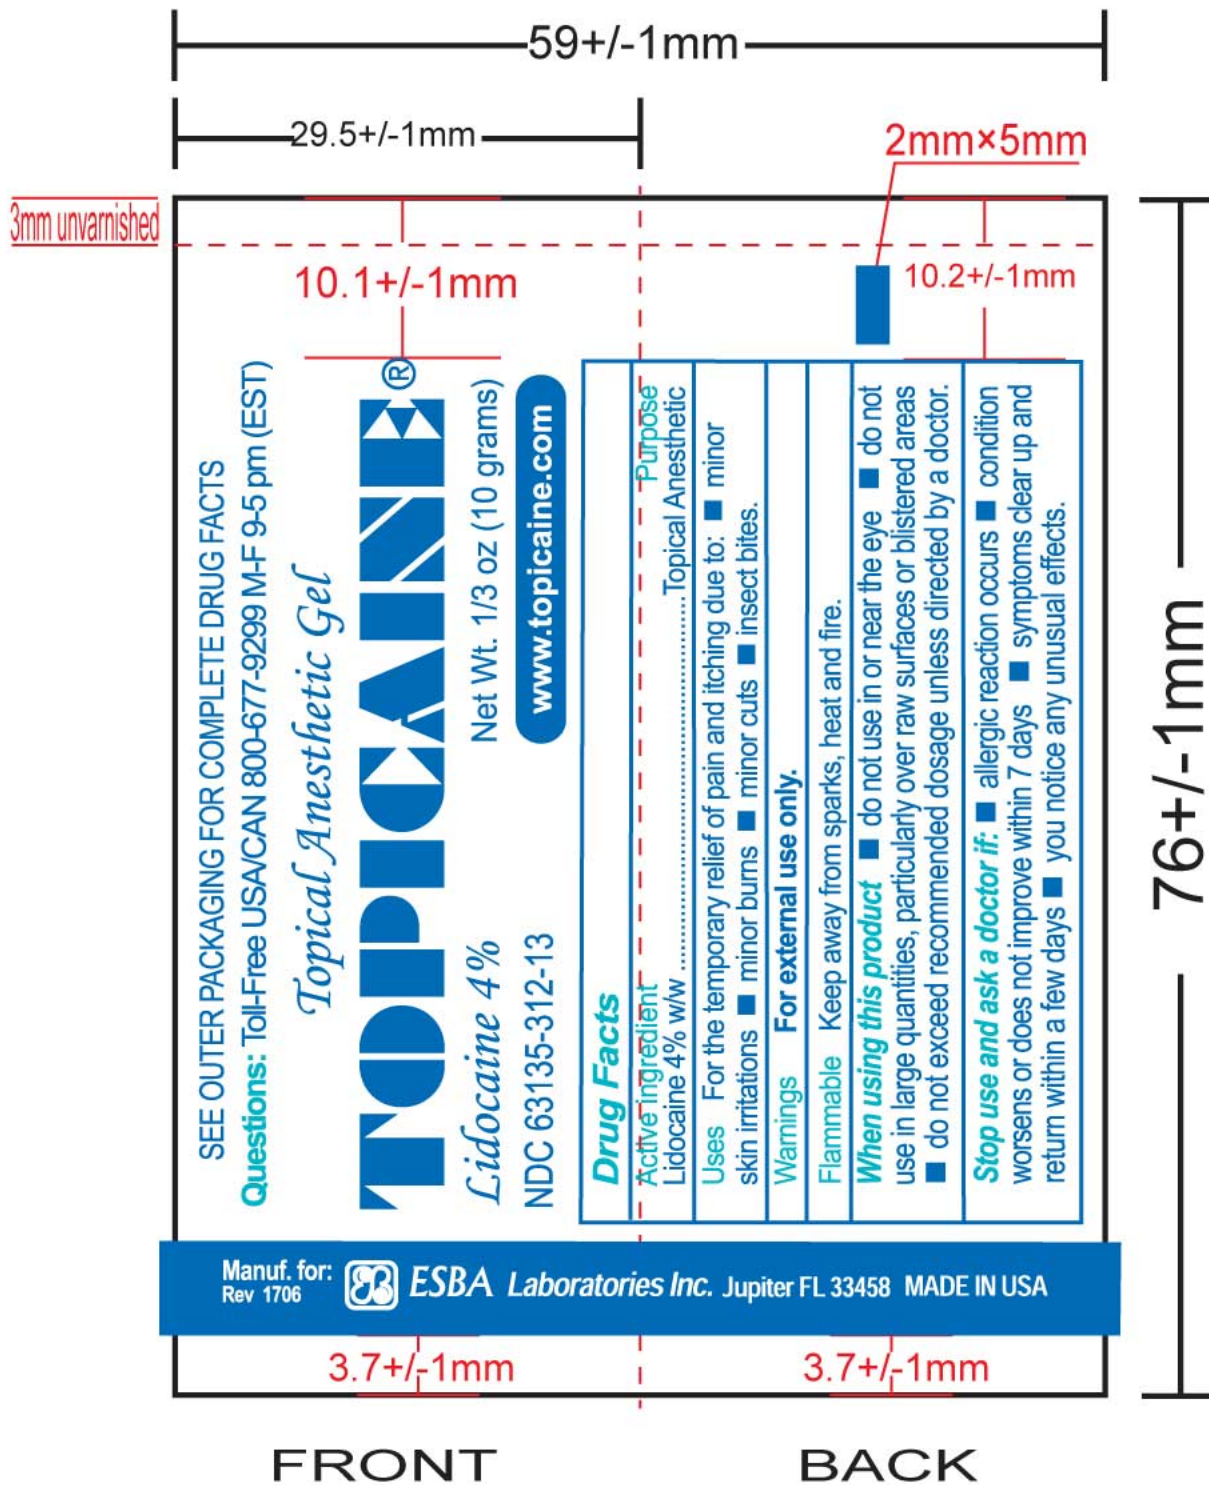 59+/-1mm
29.5+/-1mm
2mm×5mm
3mm unvarnished
10.1+/-1mm
10.2+/-1mm
76+/-1mm
SEE OUTER PACKAGING FOR COMPLETE DRUG FACTS
Questions: Toll-Free USA/CAN 800-677-9299 M-F 9-5 pm (EST)
Topical Anesthetic Gel
TOPICAINE®
Lidocaine 4% Net Wt. 1/3 oz (10 grams)
NDC 63135-312-13 www.topicaine.com
Drug Facts
Active ingredient Purpose
Lidocaine 4% w/w ........................................................Topical Anesthetic
Uses For the temporary relief of pain and itching due to: ■ minor
skin irritations ■ minor burns ■ minor cuts ■ insect bites.
Warnings For external use only.
Flammable Keep away from sparks, heat and fire.
When using this product ■ do not use in or near the eye ■ do not
use in large quantities, particularly over raw surfaces or blistered areas
■ do not exceed recommended dosage unless directed by a doctor.
Stop use and ask a doctor if: ■ allergic reaction occurs ■ condition
worsens or does not improve within 7 days ■ symptoms clear up and
return within a few days ■ you notice any unusual effects.
Manuf. for:
Rev 1706
ESBA Laboratories Inc. Jupiter FL 33458 MADE IN USA
3.7+/-1mm
3.7+/-1mm
FRONT
BACK